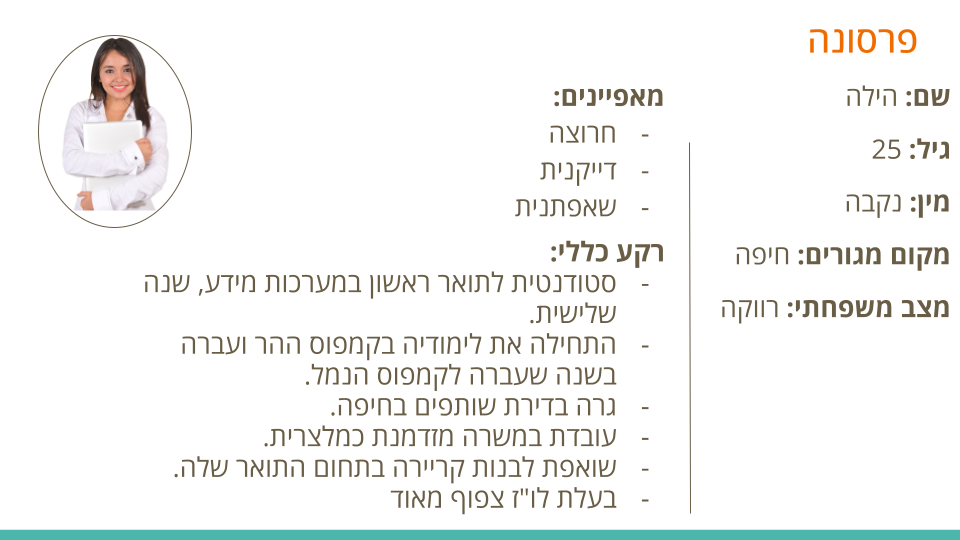 פרסונה
שם: הילה
גיל: 25
מין: נקבה
מקום מגורים: חיפה
מצב משפחתי: רווקה
מאפיינים:
- חרוצה
- דייקנית
- שאפתנית
רקע כללי:
- סטודנטית לתואר ראשון במערכות מידע, שנה
שלישית.
- התחילה את לימודיה בקמפוס ההר ועברה
בשנה שעברה לקמפוס הנמל.
- גרה בדירת שותפים בחיפה.
- עובדת במשרה מזדמנת כמלצרית.
- שואפת לבנות קריירה בתחום התואר שלה.
- בעלת לו"ז צפוף מאוד